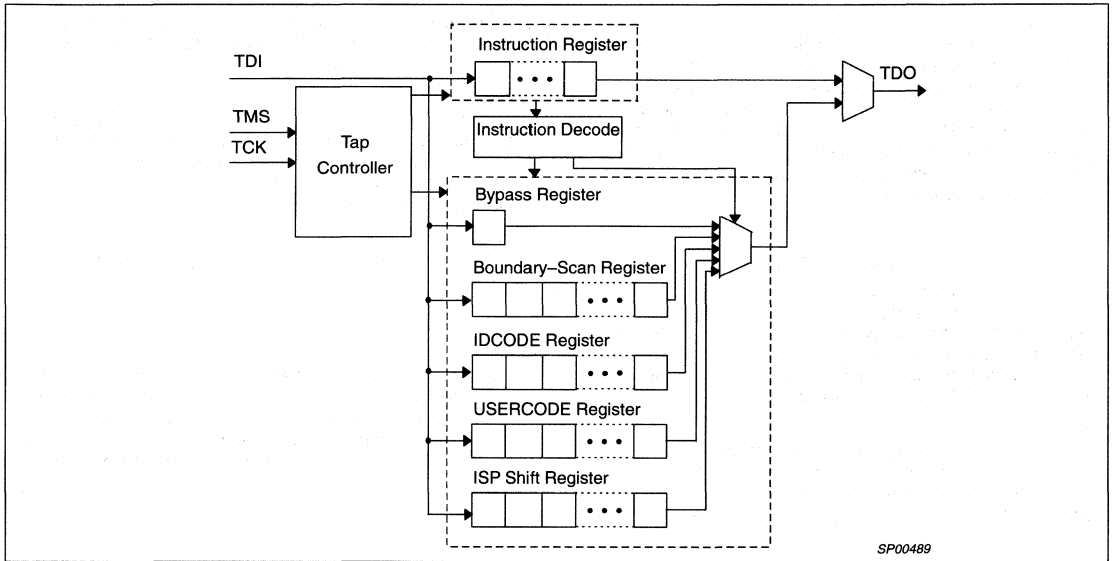 Instruction Register
TDI
TDO
TMS
TCK
Tap
Controller
Instruction Decode
Bypass Register
Boundary–Scan Register
IDCODE Register
USERCODE Register
ISP Shift Register
SP00489